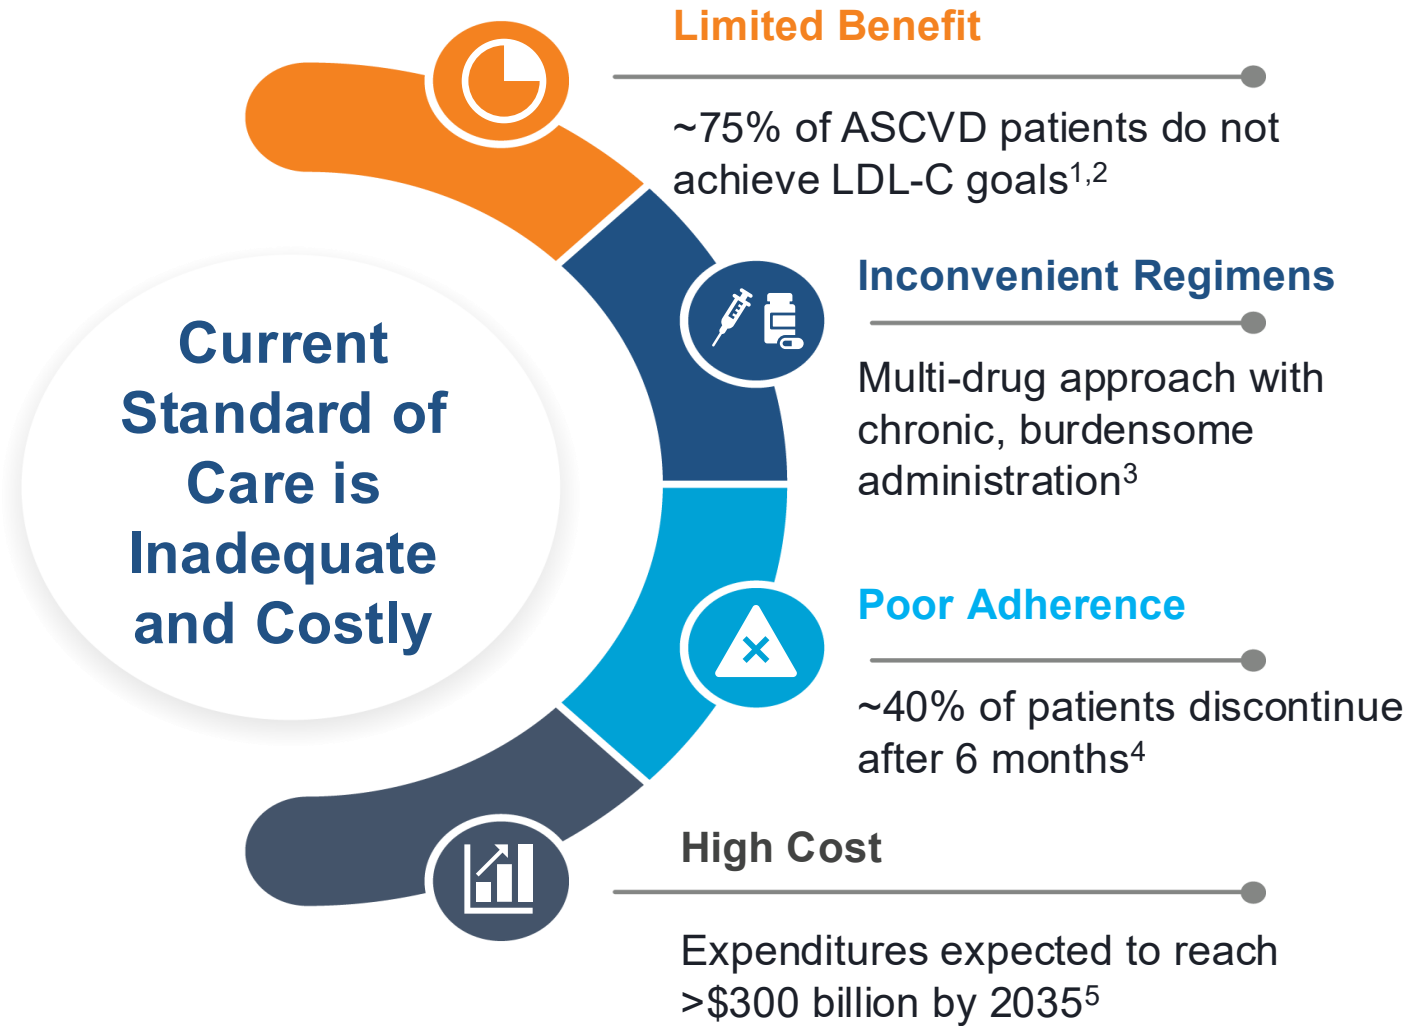 Limited Benefit
~75% of ASCVD patients do not
achieve LDL-C goals1,2
Current
Standard of
Care is
Inadequate
and Costly
Inconvenient Regimens
Multi-drug approach with
chronic, burdensome
administration3
Poor Adherence
~40% of patients discontinue
after 6 months4
High Cost
Expenditures expected to reach
>$300 billion by 20355